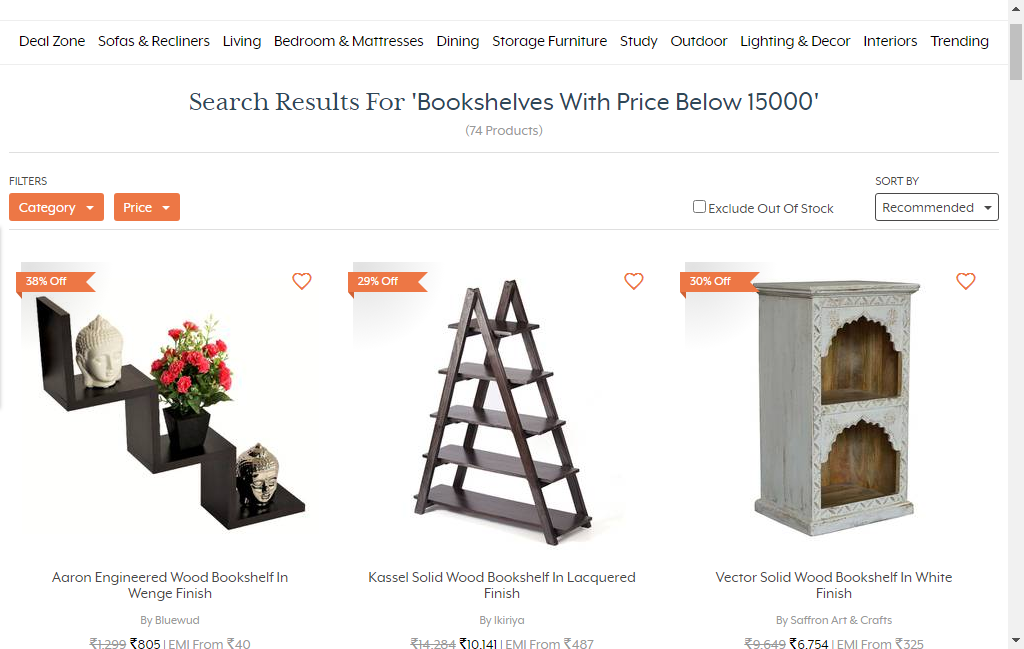 Deal Zone Sofas & Recliners Living Bedroom & Mattresses Dining Storage Furniture Study Outdoor Lighting & Decor Interiors Trending
Search Results For 'Bookshelves With Price Below 15000'
(74 Products)
FILTERS
SORT BY
Category Price
Exclude Out Of Stock
Recommended
38% Off
29% Off
30% Off
Aaron Engineered Wood Bookshelf In
Wenge Finish
By Bluewud
₹1,299 ₹805 | EMI From ₹40
Kassel Solid Wood Bookshelf In Lacquered
Finish
By Ikiriya
₹14,284 ₹10,141 | EMI From ₹487
Vector Solid Wood Bookshelf In White
Finish
By Saffron Art & Crafts
₹9,649 ₹6,754 | EMI From ₹325